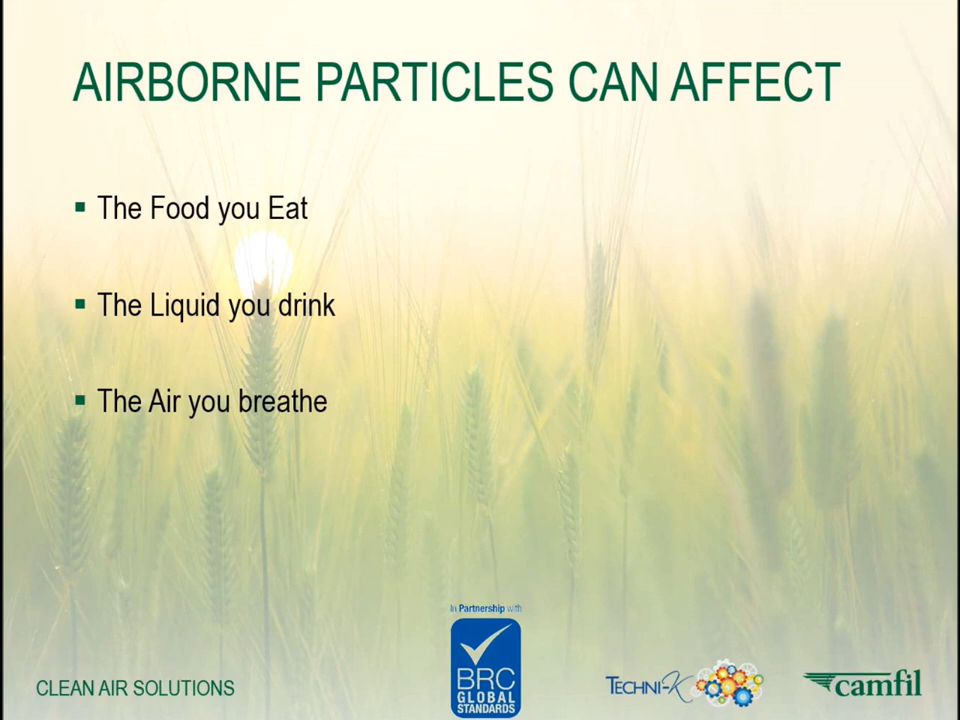 AIRBORNE PARTICLES CAN AFFECT
▪ The Food you Eat
▪ The Liquid you drink
▪ The Air you breathe
In Partnership with
BRC
GLOBAL
STANDARDS
CLEAN AIR SOLUTIONS
TECHNI-K
camfil